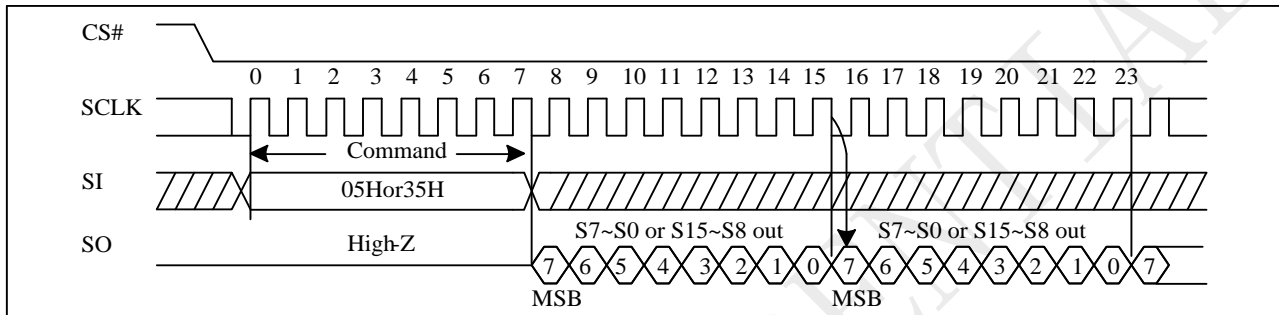 CS#
0 1 2 3 4 5 6 7 8 9 10 11 12 13 14 15 16 17 18 19 20 21 22 23
SCLK
Command
SI
05Hor35H
S7~S0 or S15~S8 out S7~S0 or S15~S8 out
SO
High-Z
7 6 5 4 3 2 1 0 7 6 5 4 3 2 1 0 7
MSB MSB